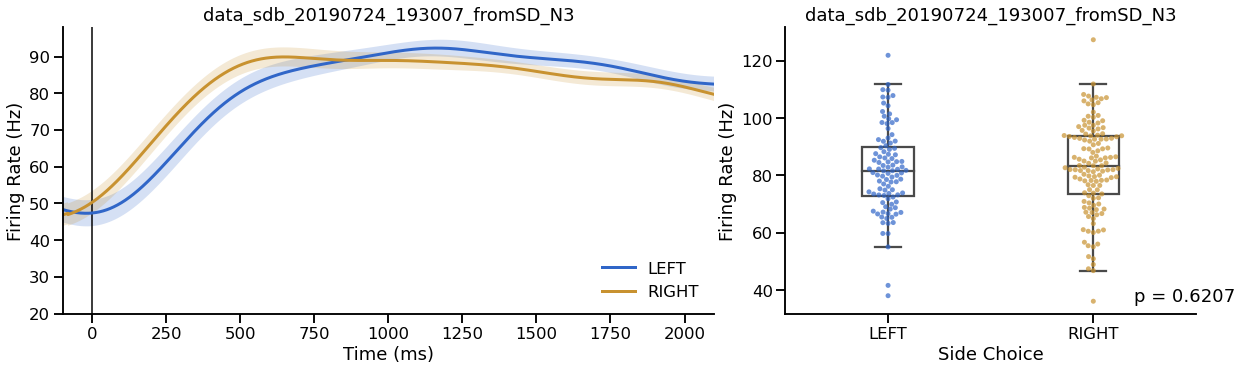 data_sdb_20190724_193007_fromSD_N3
Firing Rate (Hz)
90
80
70
60
50
40
30
20
0
250
500
750
1000
1250
1500
1750
2000
Time (ms)
LEFT
RIGHT
data_sdb_20190724_193007_fromSD_N3
Firing Rate (Hz)
120
100
80
60
40
p = 0.6207
LEFT
RIGHT
Side Choice